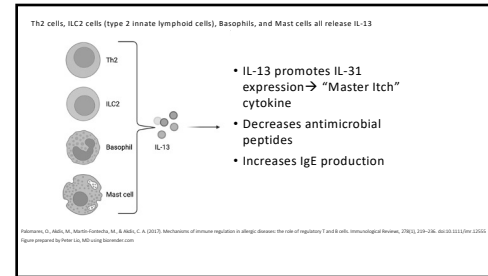 Th2 cells, ILC2 cells (type 2 innate lymphoid cells), Basophils, and Mast cells all release IL-13
Th2
ILC2
Basophil
Mast cell
IL-13
• IL-13 promotes IL-31
expression→ “Master Itch”
cytokine
• Decreases antimicrobial
peptides
• Increases IgE production
Palomares, O., Akdis, M., Martín-Fontecha, M., & Akdis, C. A. (2017). Mechanisms of immune regulation in allergic diseases: the role of regulatory T and B cells. Immunological Reviews, 278(1), 219–236. doi:10.1111/imr.12555
Figure prepared by Peter Lio, MD using biorender.com